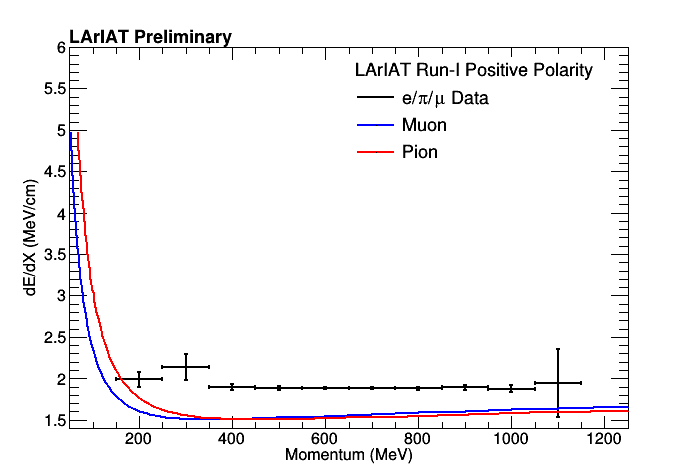 LArIAT Preliminary
LArIAT Run-I Positive Polarity
e/π/μ Data
Muon
Pion
dE/dX (MeV/cm)
6
5.5
5
4.5
4
3.5
3
2.5
2
1.5
200 400 600 800 1000 1200
Momentum (MeV)